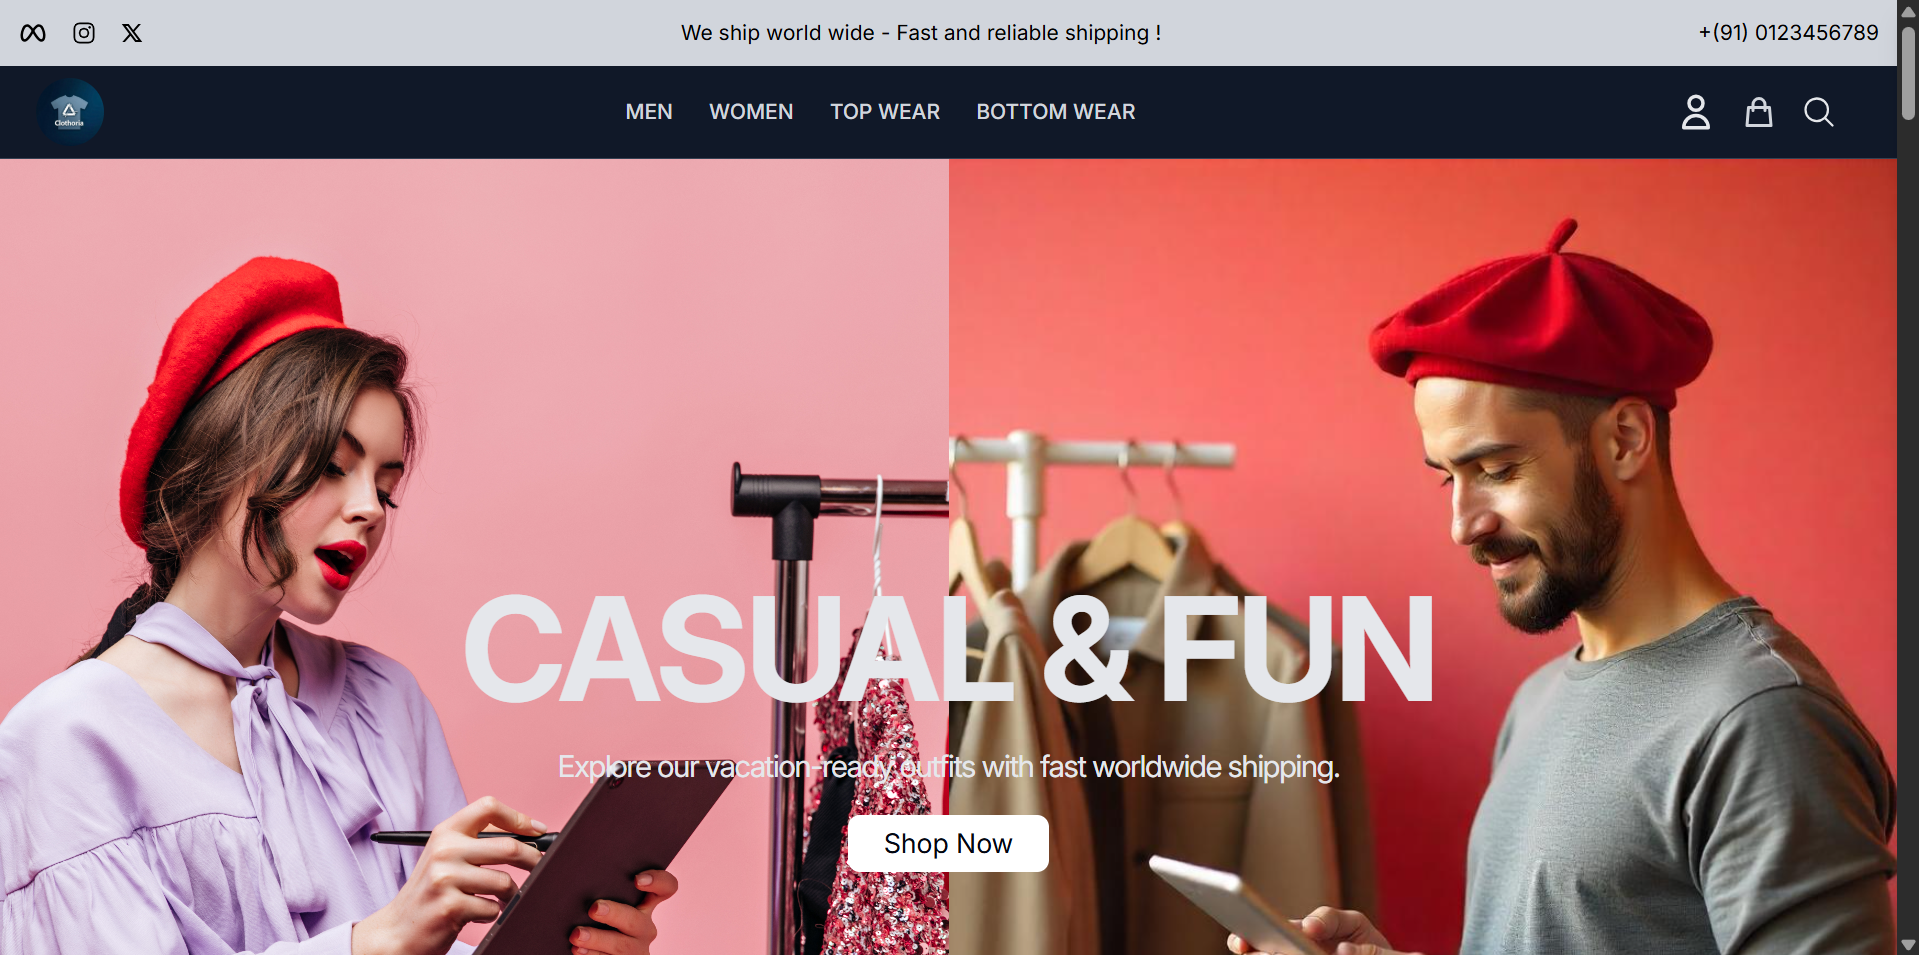 We ship world wide - Fast and reliable shipping !
+(91) 0123456789
Clothoria
MEN
WOMEN
TOP WEAR
BOTTOM WEAR
CASUAL & FUN
Explore our vacation-ready outfits with fast worldwide shipping.
Shop Now